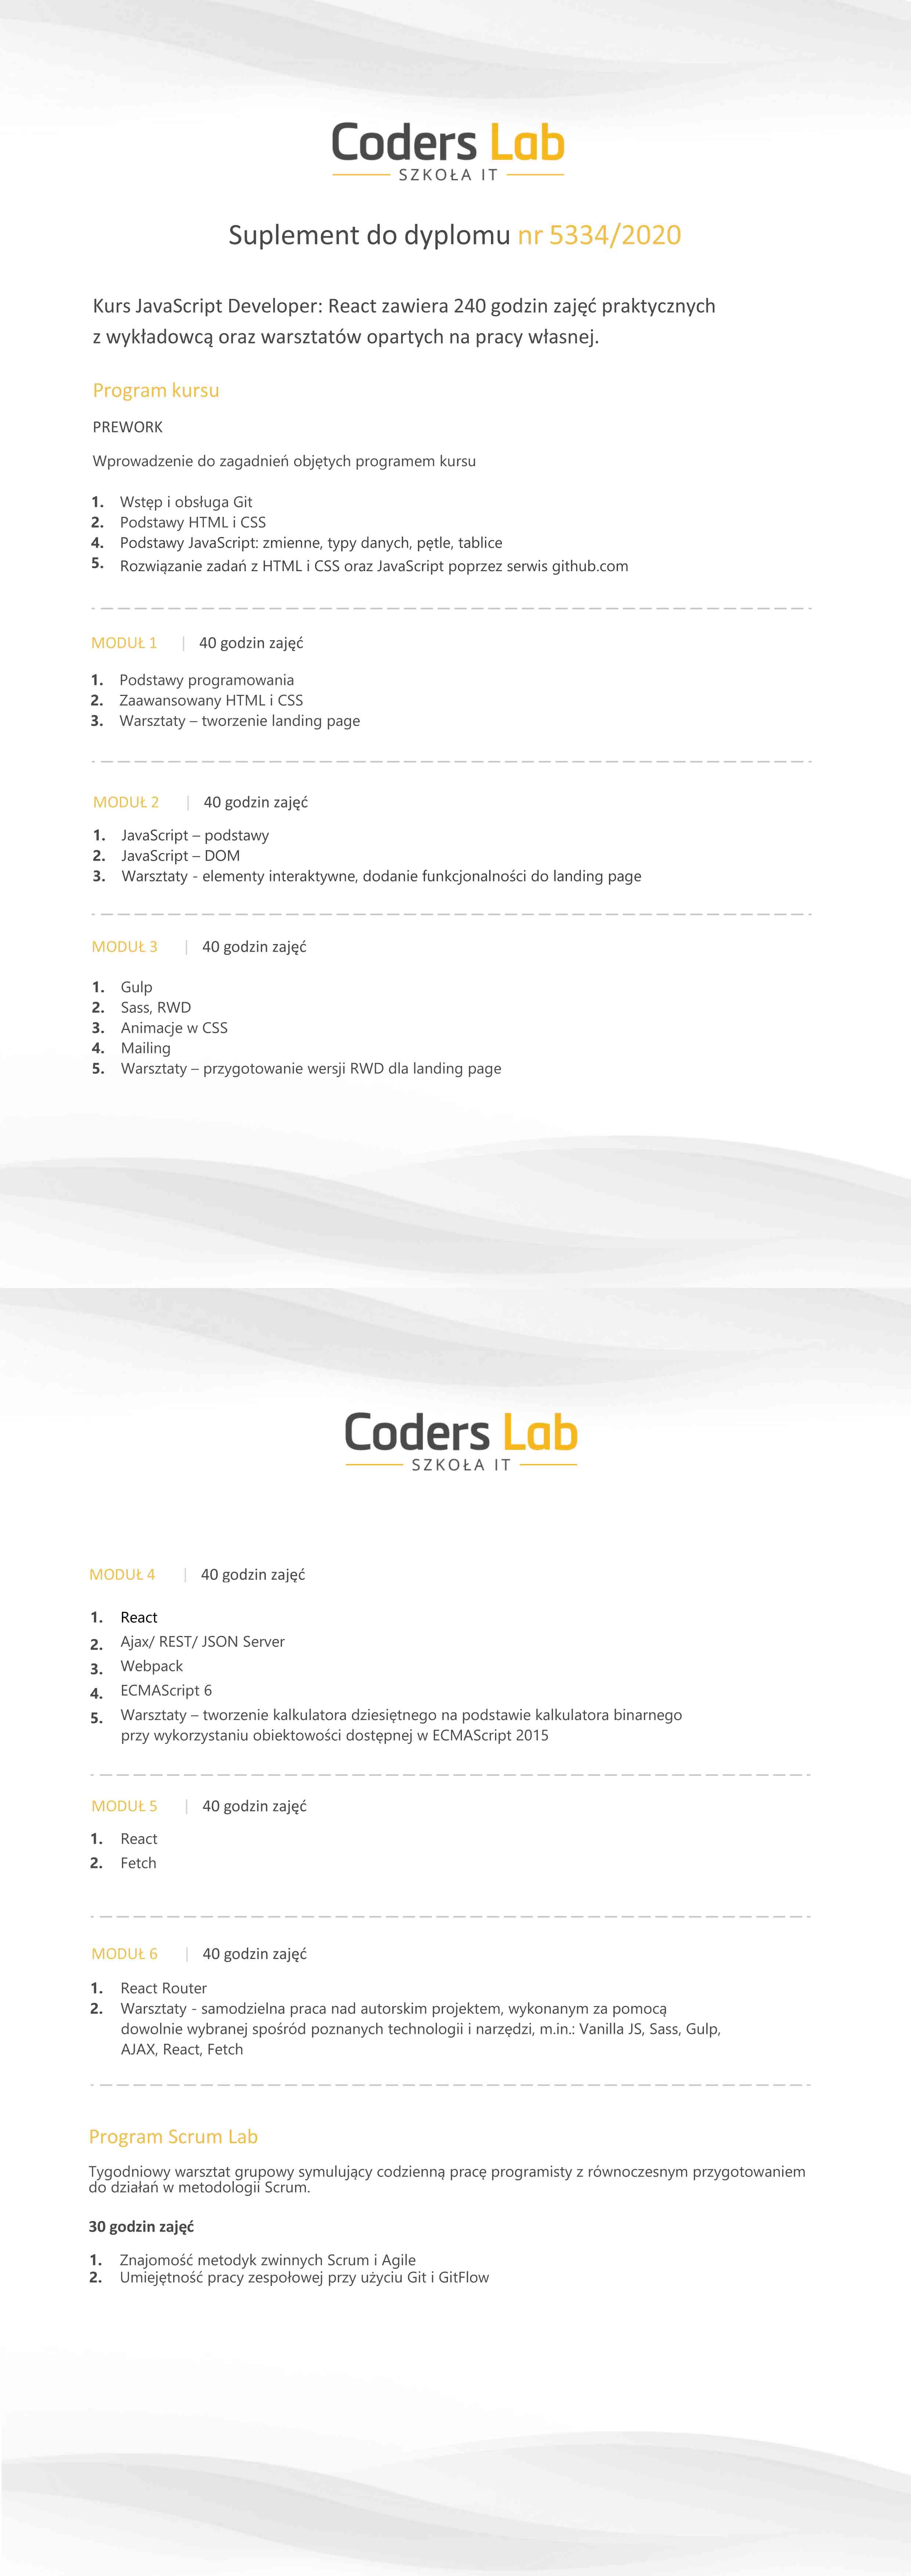 Coders Lab
SZKOŁA IT
Suplement do dyplomu nr 5334/2020
Kurs JavaScript Developer: React zawiera 240 godzin zajęć praktycznych
z wykładowcą oraz warsztatów opartych na pracy własnej.
Program kursu
PREWORK
Wprowadzenie do zagadnień objętych programem kursu
1. Wstęp i obsługa Git
2. Podstawy HTML i CSS
4. Podstawy JavaScript: zmienne, typy danych, pętle, tablice
5. Rozwiązanie zadań z HTML i CSS oraz JavaScript poprzez serwis github.com
MODUŁ 1 | 40 godzin zajęć
1. Podstawy programowania
2. Zaawansowany HTML i CSS
3. Warsztaty – tworzenie landing page
MODUŁ 2 | 40 godzin zajęć
1. JavaScript – podstawy
2. JavaScript – DOM
3. Warsztaty - elementy interaktywne, dodanie funkcjonalności do landing page
MODUŁ 3 | 40 godzin zajęć
1. Gulp
2. Sass, RWD
3. Animacje w CSS
4. Mailing
5. Warsztaty – przygotowanie wersji RWD dla landing page
Coders Lab
SZKOŁA IT
MODUŁ 4 | 40 godzin zajęć
1. React
2. Ajax/ REST/ JSON Server
3. Webpack
4. ECMAScript 6
5. Warsztaty – tworzenie kalkulatora dziesiętnego na podstawie kalkulatora binarnego
przy wykorzystaniu obiektowości dostępnej w ECMAScript 2015
MODUŁ 5 | 40 godzin zajęć
1. React
2. Fetch
MODUŁ 6 | 40 godzin zajęć
1. React Router
2. Warsztaty - samodzielna praca nad autorskim projektem, wykonanym za pomocą
dowolnie wybranej spośród poznanych technologii i narzędzi, m.in.: Vanilla JS, Sass, Gulp,
AJAX, React, Fetch
Program Scrum Lab
Tygodniowy warsztat grupowy symulujący codzienną pracę programisty z równoczesnym przygotowaniem
do działań w metodologii Scrum.
30 godzin zajęć
1. Znajomość metodyk zwinnych Scrum i Agile
2. Umiejętność pracy zespołowej przy użyciu Git i GitFlow